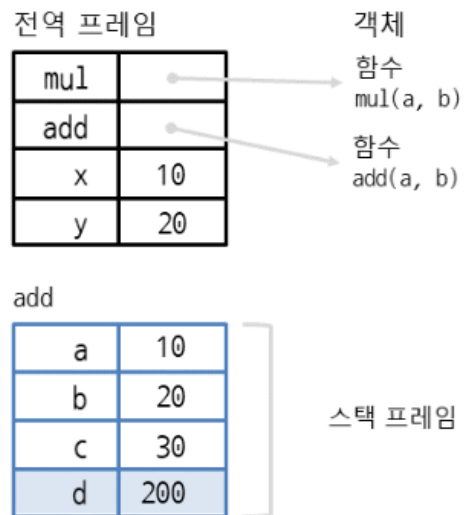 전역 프레임
객체
mul
함수
mul(a, b)
add
함수
add(a, b)
x 10
y 20
add
a 10
b 20
c 30
d 200
스택 프레임